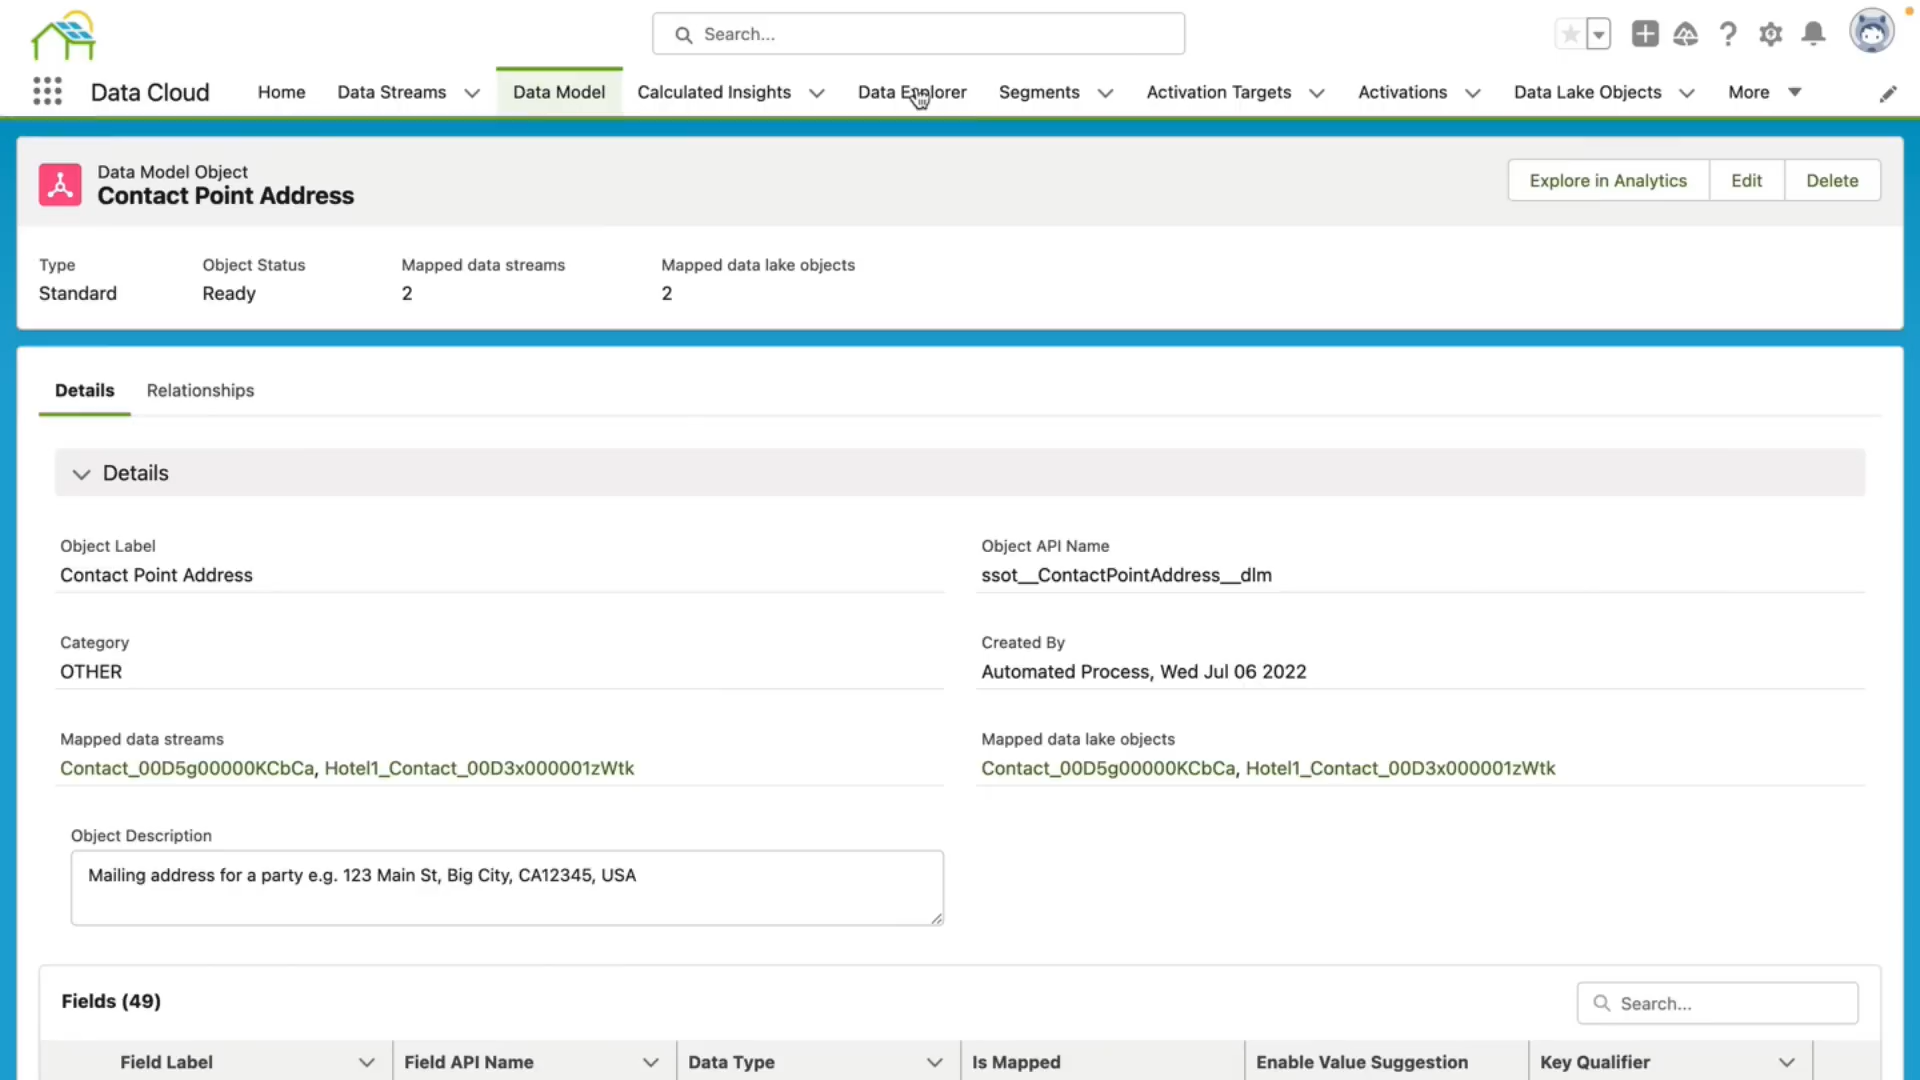 Search...
Data Cloud Home Data Streams Data Model Calculated Insights Data Explorer Segments Activation Targets Activations Data Lake Objects More
Data Model Object
Contact Point Address
Explore in Analytics Edit Delete
Type Object Status Mapped data streams Mapped data lake objects
Standard Ready 2 2
Details Relationships
Details
Object Label Object API Name
Contact Point Address ssot__ContactPointAddress__dlm
Category Created By
OTHER Automated Process, Wed Jul 06 2022
Mapped data streams Mapped data lake objects
Contact_00D5g00000KCbCa, Hotel1_Contact_00D3x000001zWtk Contact_00D5g00000KCbCa, Hotel1_Contact_00D3x000001zWtk
Object Description
Mailing address for a party e.g. 123 Main St, Big City, CA12345, USA
Fields (49) Search...
Field Label Field API Name Data Type Is Mapped Enable Value Suggestion Key Qualifier